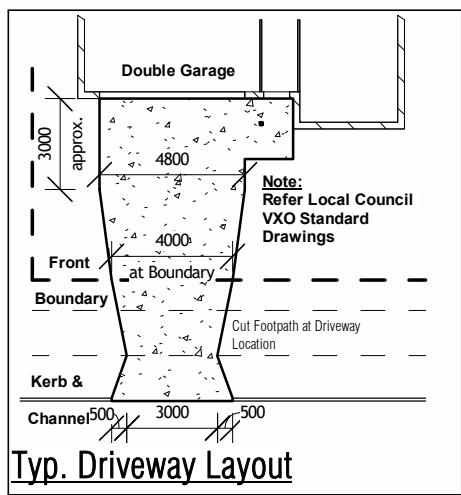 Double Garage
3000
approx.
4800
Note:
Refer Local Council
VXO Standard
Drawings
4000
Front
at Boundary
Boundary
Cut Footpath at Driveway
Location
Kerb &
Channel
500
3000
500
Typ. Driveway Layout